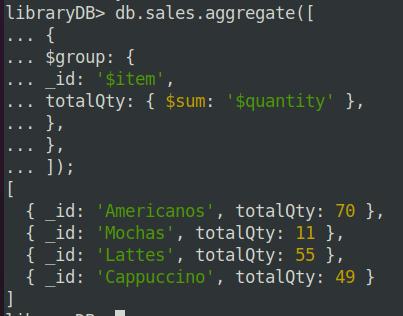 libraryDB> db.sales.aggregate([
... {
... $group: {
... _id: '$item',
... totalQty: { $sum: '$quantity' },
... },
... },
... ]);
[
  { _id: 'Americanos', totalQty: 70 },
  { _id: 'Mochas', totalQty: 11 },
  { _id: 'Lattes', totalQty: 55 },
  { _id: 'Cappuccino', totalQty: 49 }
]
libraryDB>